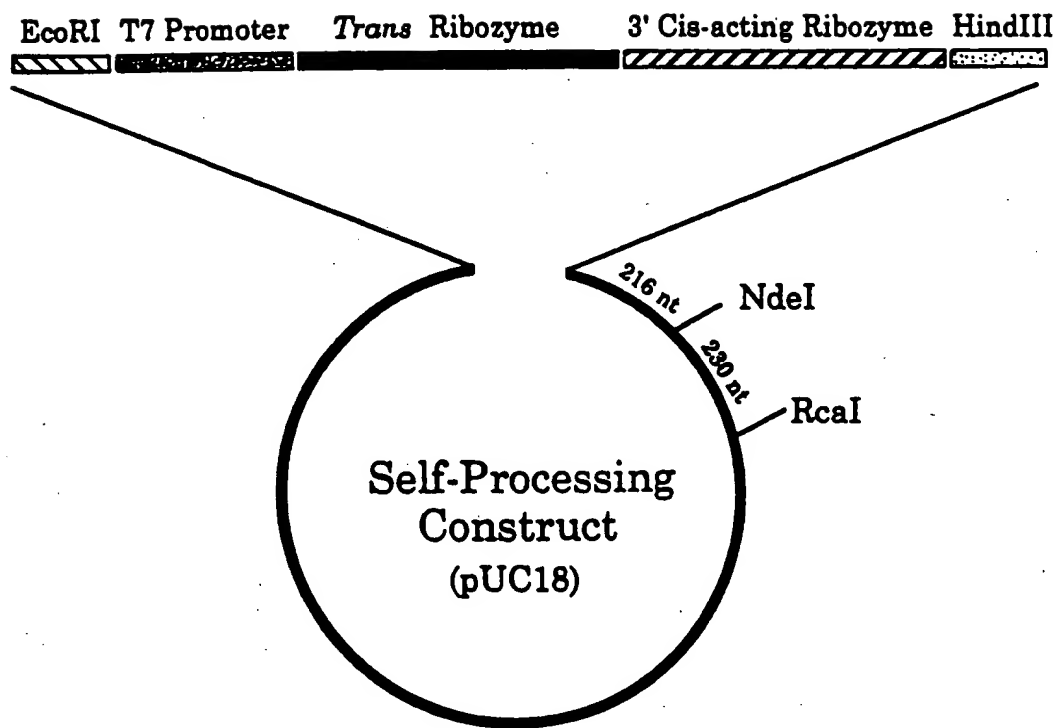 EcoRI T7 Promoter Trans Ribozyme 3' Cis-acting Ribozyme HindIII
216 nt
NdeI
230 nt
RcaI
Self-Processing
Construct
(pUC18)